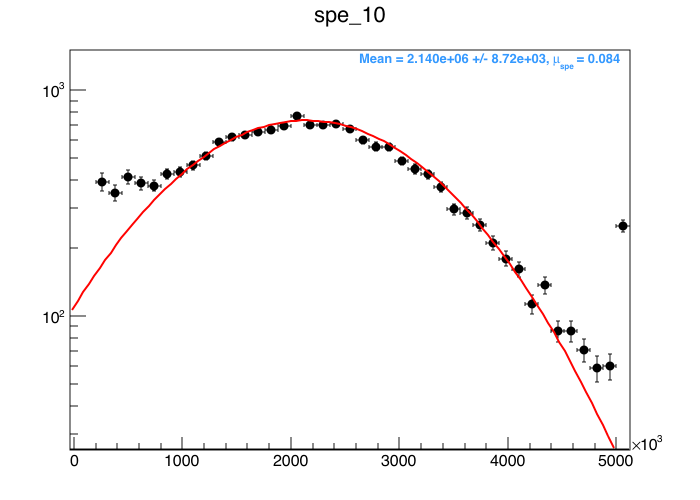 spe_10
Mean = 2.140e+06 +/- 8.72e+03, μspe = 0.084
10³
10²
0 1000 2000 3000 4000 5000 ×10³